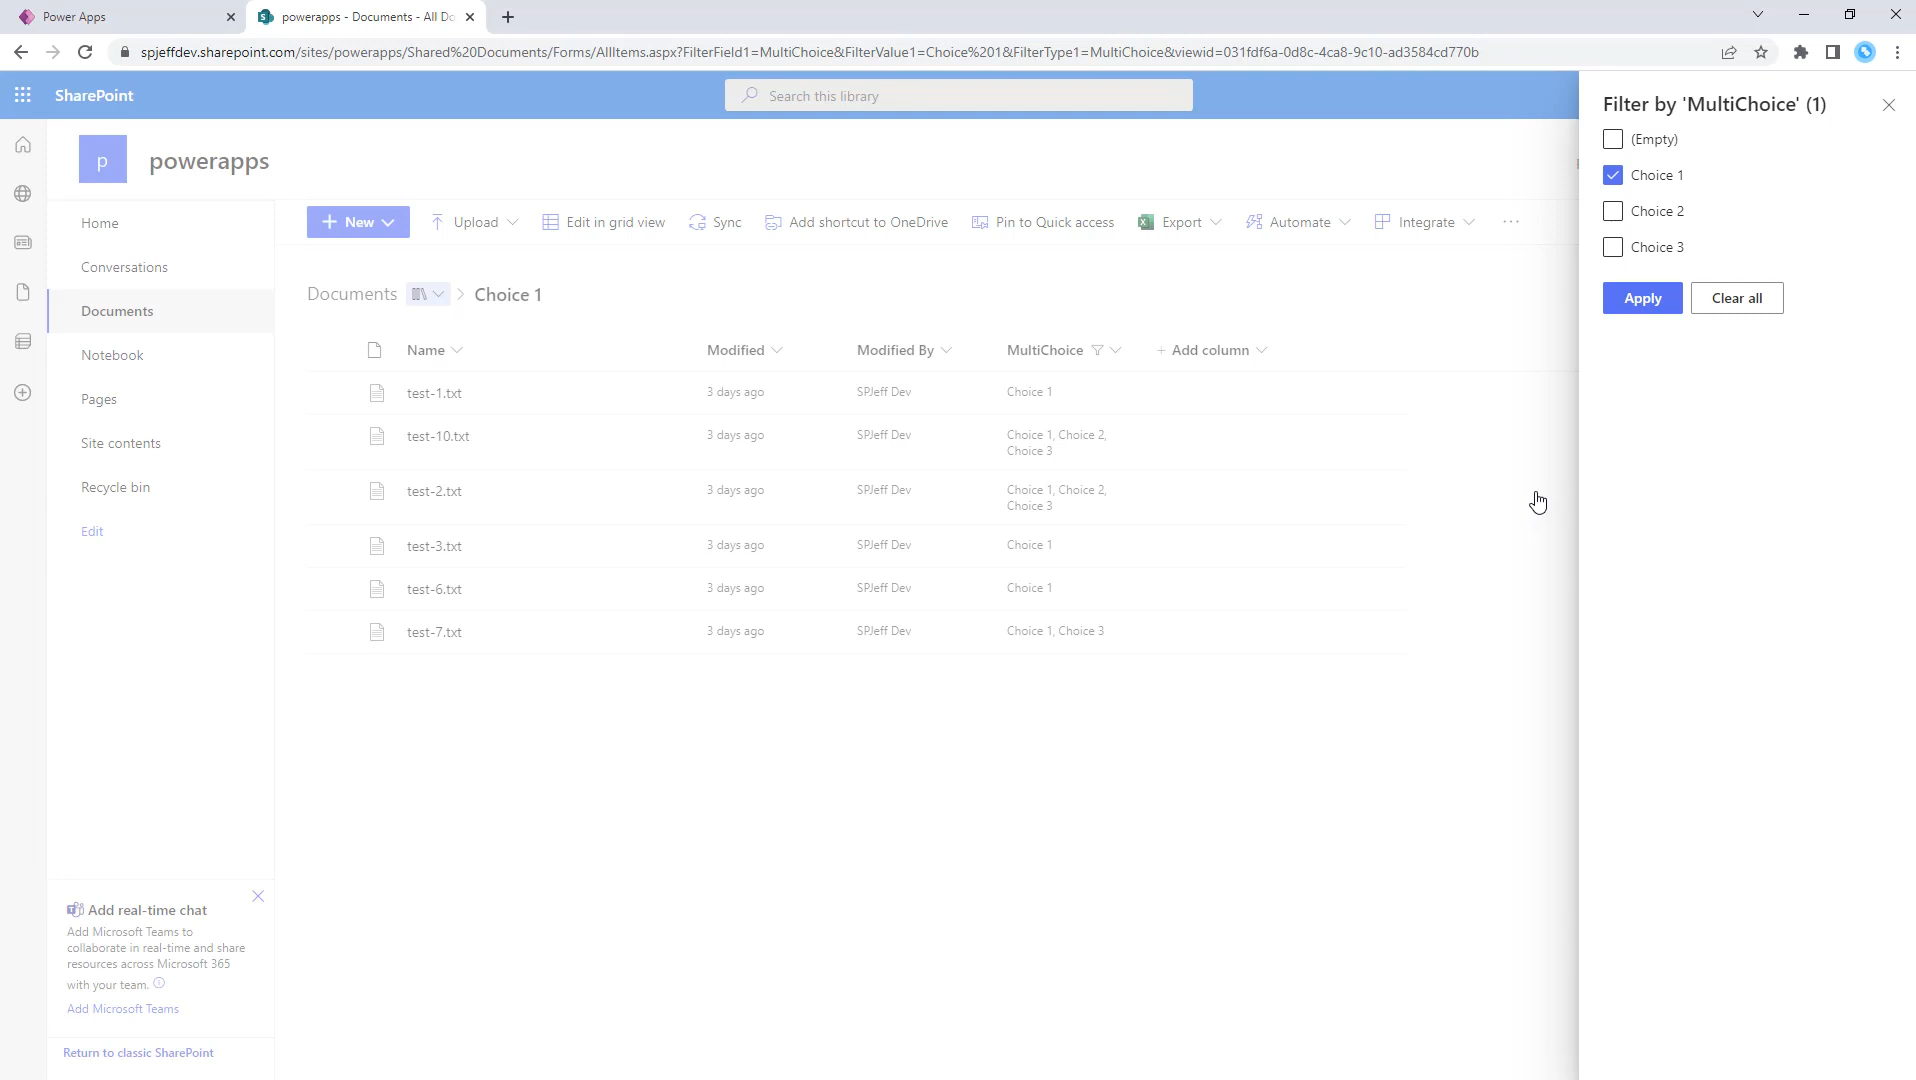 Power Apps
powerapps - Documents - All Do
spjeffdev.sharepoint.com/sites/powerapps/Shared%20Documents/Forms/AllItems.aspx?FilterField1=MultiChoice&FilterValue1=Choice%201&FilterType1=MultiChoice&viewid=031fdf6a-0d8c-4ca8-9c10-ad3584cd770b
SharePoint
Search this library
p
powerapps
Home
Conversations
Documents
Notebook
Pages
Site contents
Recycle bin
Edit
New
Upload
Edit in grid view
Sync
Add shortcut to OneDrive
Pin to Quick access
Export
Automate
Integrate
Documents
Choice 1
Name
Modified
Modified By
MultiChoice
Add column
test-1.txt
3 days ago
SPJeff Dev
Choice 1
test-10.txt
3 days ago
SPJeff Dev
Choice 1, Choice 2,
Choice 3
test-2.txt
3 days ago
SPJeff Dev
Choice 1, Choice 2,
Choice 3
test-3.txt
3 days ago
SPJeff Dev
Choice 1
test-6.txt
3 days ago
SPJeff Dev
Choice 1
test-7.txt
3 days ago
SPJeff Dev
Choice 1, Choice 3
Add real-time chat
Add Microsoft Teams to
collaborate in real-time and share
resources across Microsoft 365
with your team.
Add Microsoft Teams
Return to classic SharePoint
Filter by 'MultiChoice' (1)
(Empty)
Choice 1
Choice 2
Choice 3
Apply
Clear all